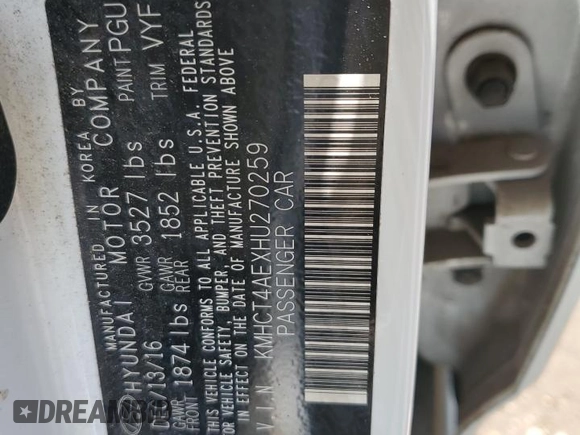 MANUFACTURED IN KOREA BY
HYUNDAI MOTOR COMPANY
13/16 GVWR 3527 lbs PAINT PGU
GAWR FRONT 1874 lbs GAWR REAR 1852 lbs TRIM VYF
THIS VEHICLE CONFORMS TO ALL APPLICABLE U.S.A. FEDERAL
MOTOR VEHICLE SAFETY, BUMPER, AND THEFT PREVENTION STANDARDS
IN EFFECT ON THE DATE OF MANUFACTURE SHOWN ABOVE
V.I.N KMHCT4AEXHU270259
PASSENGER CAR
DREAM